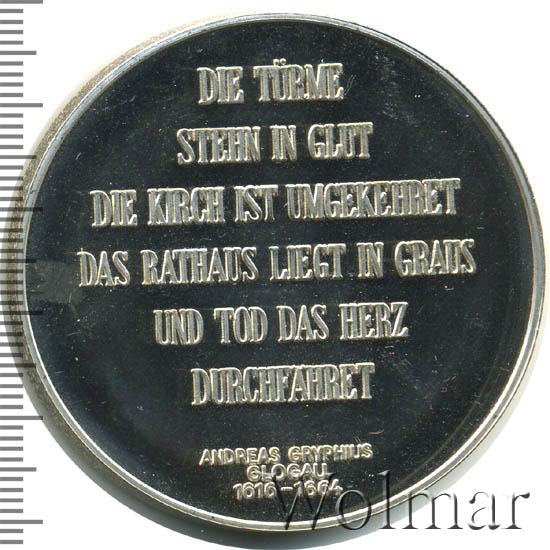 DIE TÜRME
STEHN IN GLUT
DIE KIRCH IST UMGEKEHRET
DAS RATHAUS LIEGT IN GRAUS
UND TOD DAS HERZ
DURCHFÄHRET
ANDREAS GRYPHIUS
GLOGAU
1616-1664
Wolmar